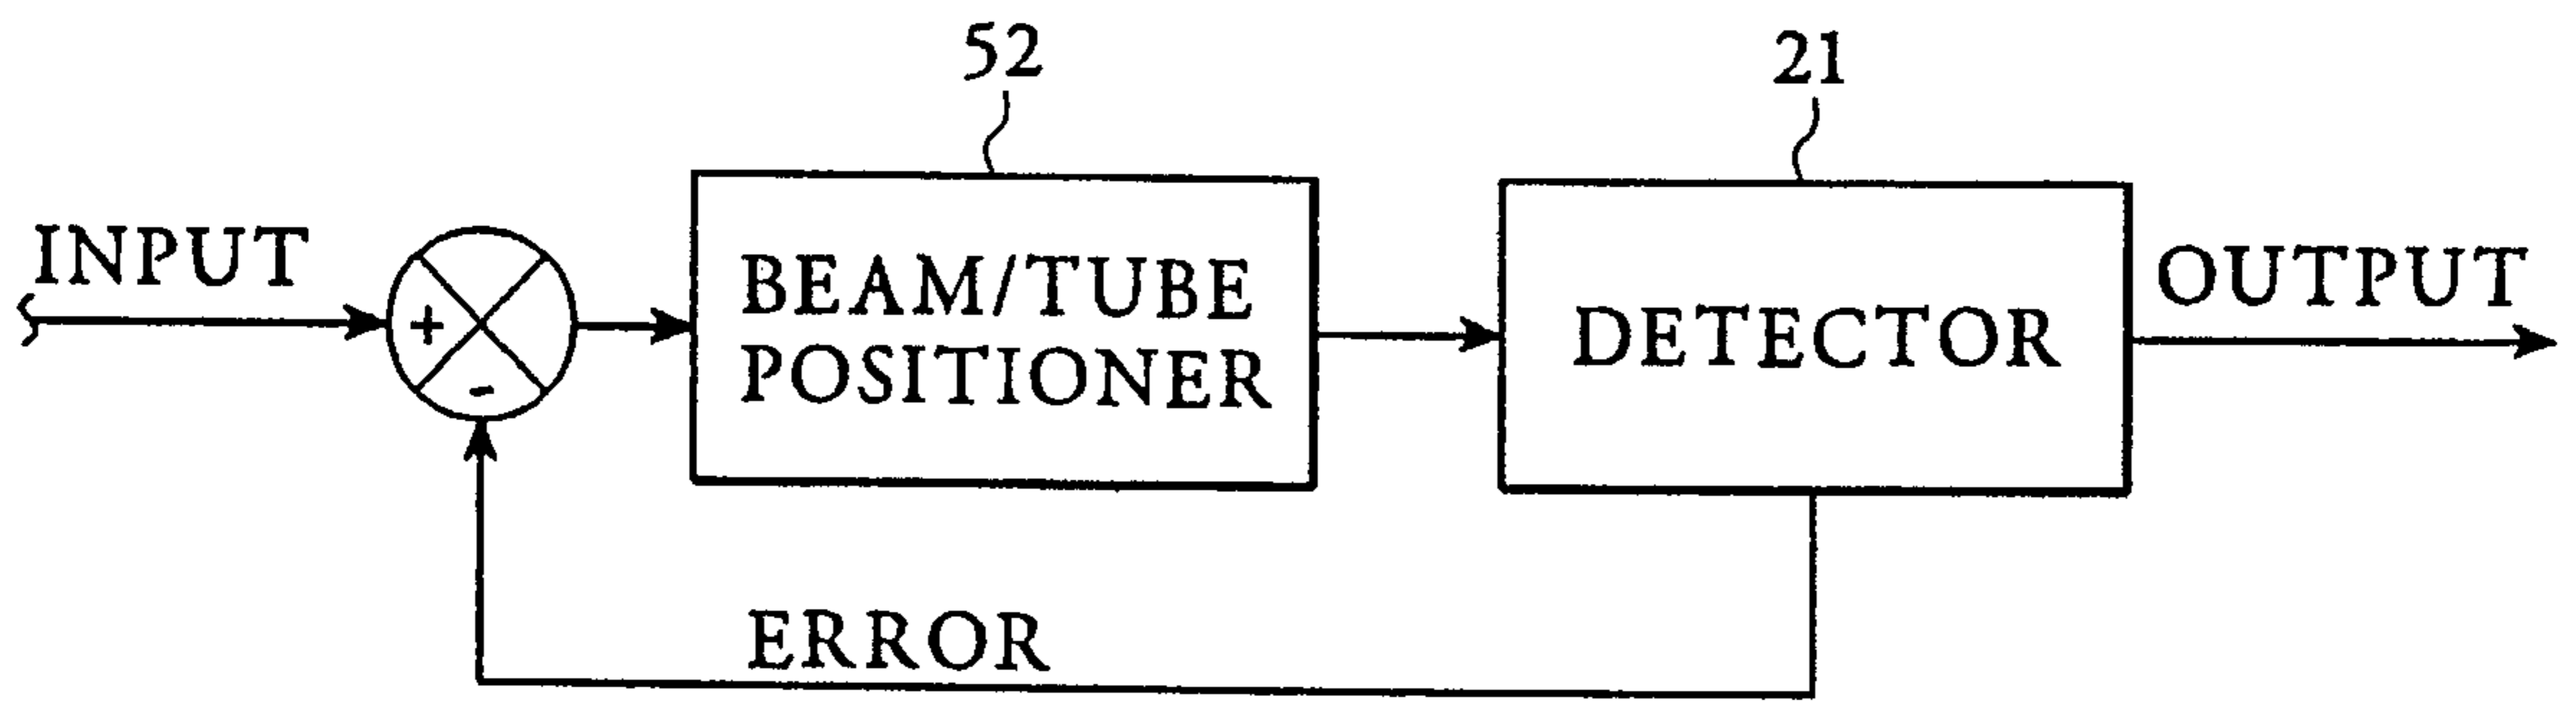 52
21
INPUT
+
-
BEAM/TUBE
POSITIONER
DETECTOR
OUTPUT
ERROR